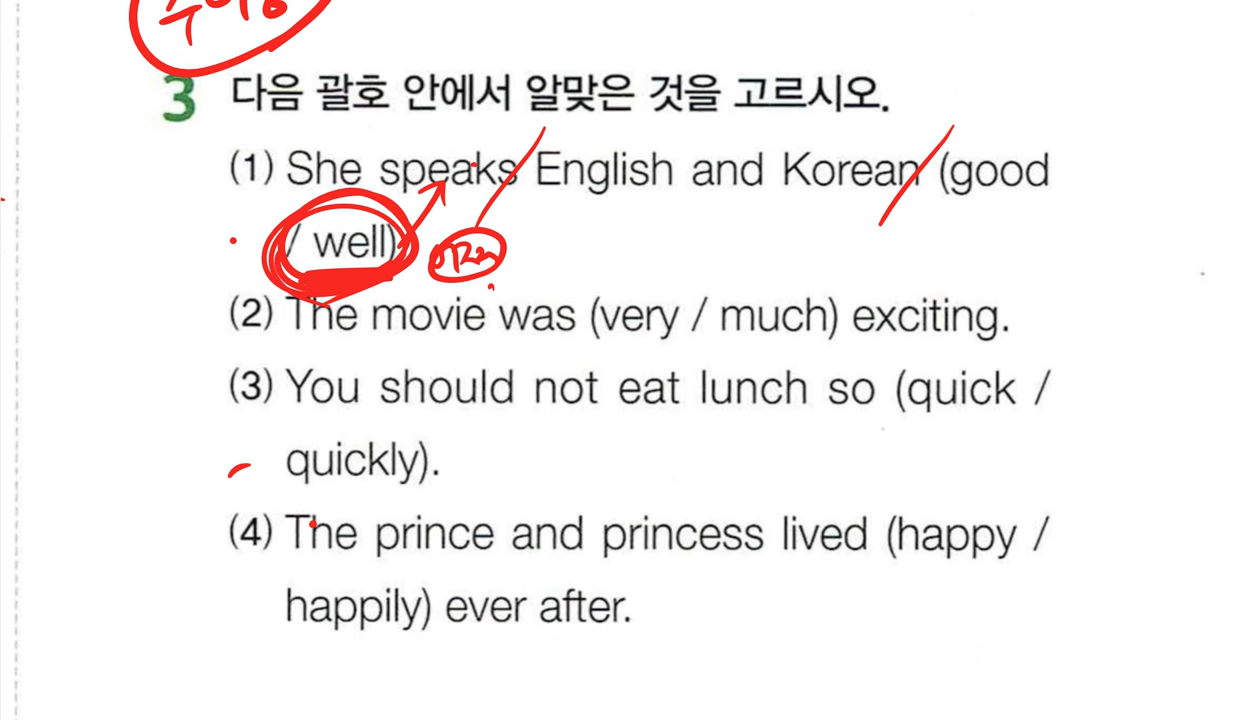 3 다음 괄호 안에서 알맞은 것을 고르시오.
(1) She speaks English and Korean (good
/ well)
(2) The movie was (very / much) exciting.
(3) You should not eat lunch so (quick /
quickly).
(4) The prince and princess lived (happy /
happily) ever after.